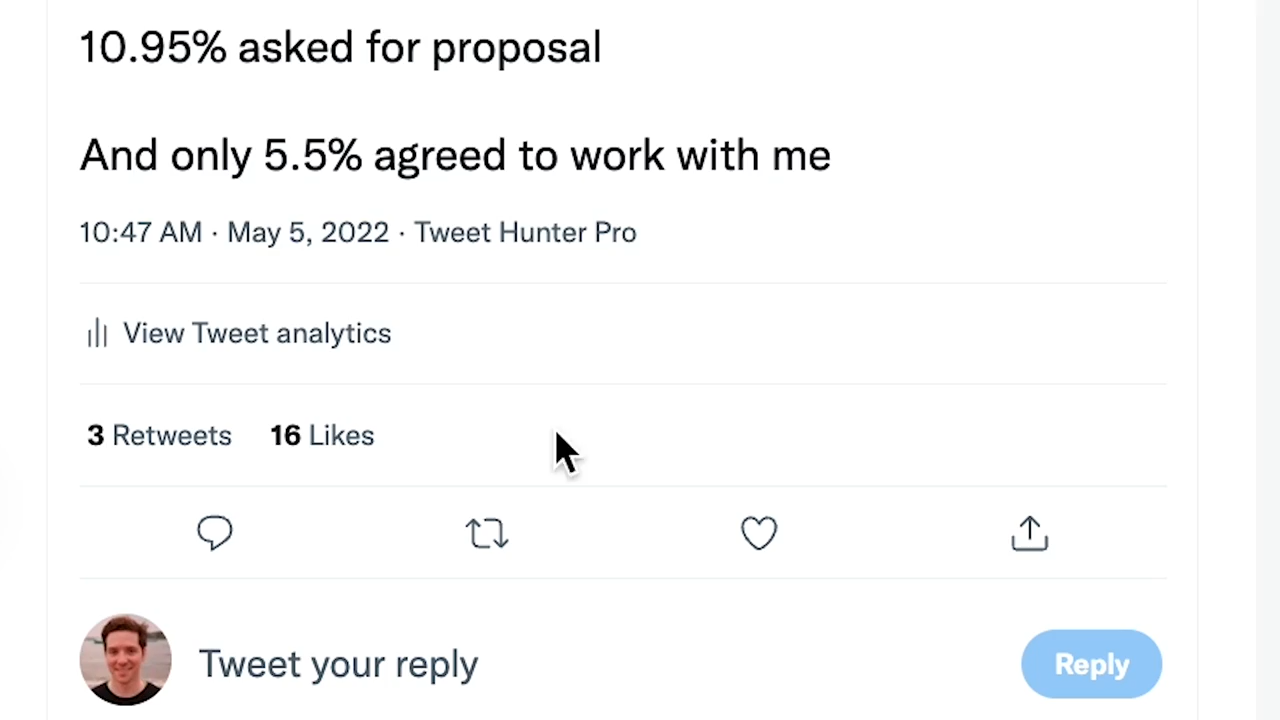 10.95% asked for proposal
And only 5.5% agreed to work with me
10:47 AM · May 5, 2022 · Tweet Hunter Pro
View Tweet analytics
3 Retweets 16 Likes
Tweet your reply
Reply